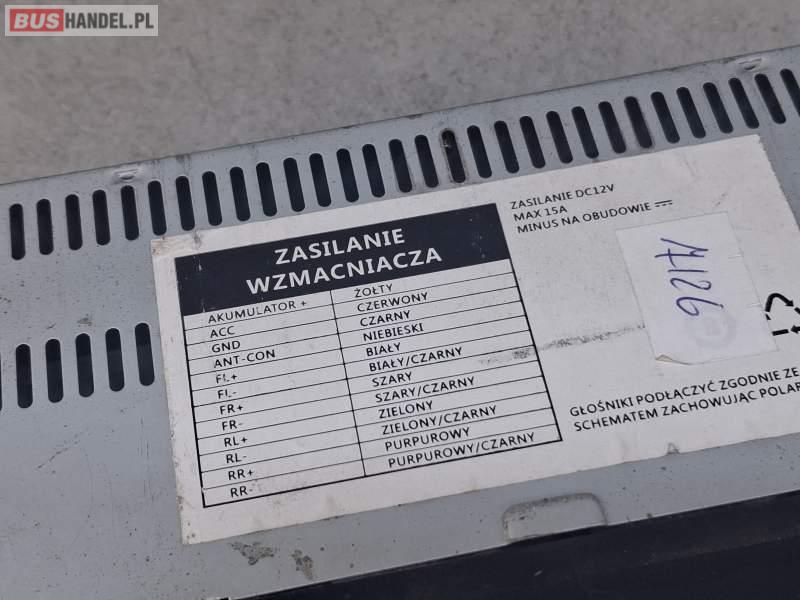 BUSHANDEL.PL
ZASILANIE
WZMACNIACZA
AKUMULATOR + ŻÓŁTY
ACC CZERWONY
GND CZARNY
ANT-CON NIEBIESKI
FL+ BIAŁY
FL- BIAŁY/CZARNY
FR+ SZARY
FR- SZARY/CZARNY
RL+ ZIELONY
RL- ZIELONY/CZARNY
RR+ PURPUROWY
RR- PURPUROWY/CZARNY
ZASILANIE DC12V
MAX 15A
MINUS NA OBUDOWIE
GŁOŚNIKI PODŁĄCZYĆ ZGODNIE ZE
SCHEMATEM ZACHOWUJĄC POLAR